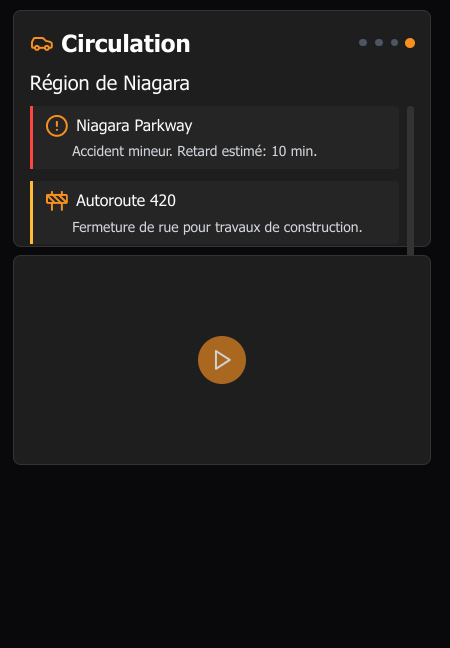 Circulation
Région de Niagara
Niagara Parkway
Accident mineur. Retard estimé: 10 min.
Autoroute 420
Fermeture de rue pour travaux de construction.